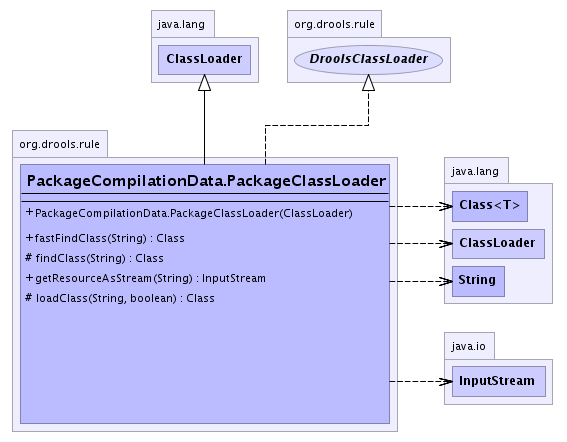 java.lang
ClassLoader
org.drools.rule
DroolsClassLoader
org.drools.rule
PackageCompilationData.PackageClassLoader
+PackageCompilationData.PackageClassLoader(ClassLoader)
+fastFindClass(String) : Class
# findClass(String) : Class
+getResourceAsStream(String) : InputStream
# loadClass(String, boolean) : Class
java.lang
Class<T>
ClassLoader
String
java.io
InputStream